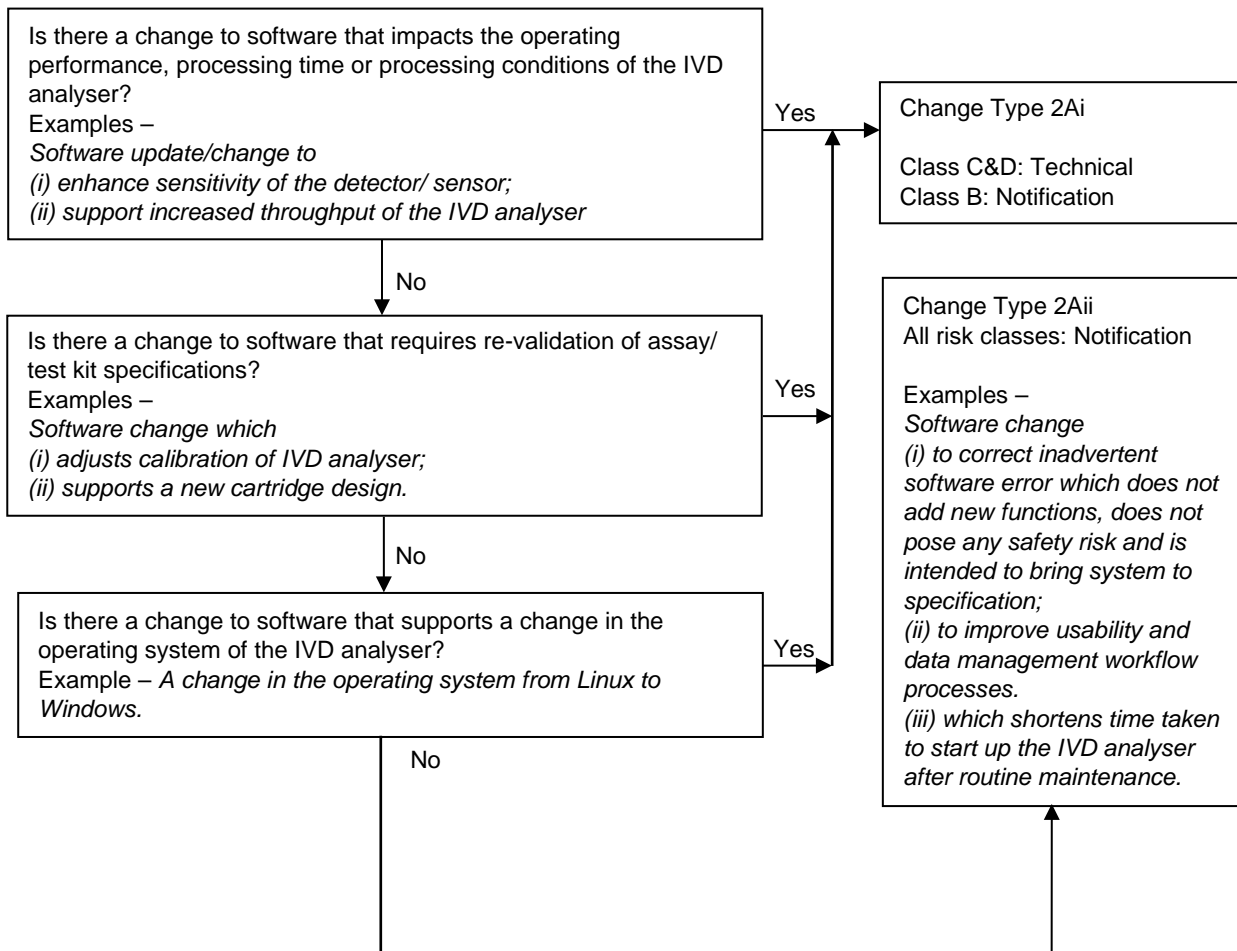 Is there a change to software that impacts the operating
performance, processing time or processing conditions of the IVD
analyser?
Examples –
Software update/change to
(i) enhance sensitivity of the detector/ sensor;
(ii) support increased throughput of the IVD analyser
Yes
Change Type 2Ai
Class C&D: Technical
Class B: Notification
No
Is there a change to software that requires re-validation of assay/
test kit specifications?
Examples –
Software change which
(i) adjusts calibration of IVD analyser;
(ii) supports a new cartridge design.
Yes
No
Is there a change to software that supports a change in the
operating system of the IVD analyser?
Example – A change in the operating system from Linux to
Windows.
Yes
No
Change Type 2Aii
All risk classes: Notification
Examples –
Software change
(i) to correct inadvertent
software error which does not
add new functions, does not
pose any safety risk and is
intended to bring system to
specification;
(ii) to improve usability and
data management workflow
processes.
(iii) which shortens time taken
to start up the IVD analyser
after routine maintenance.